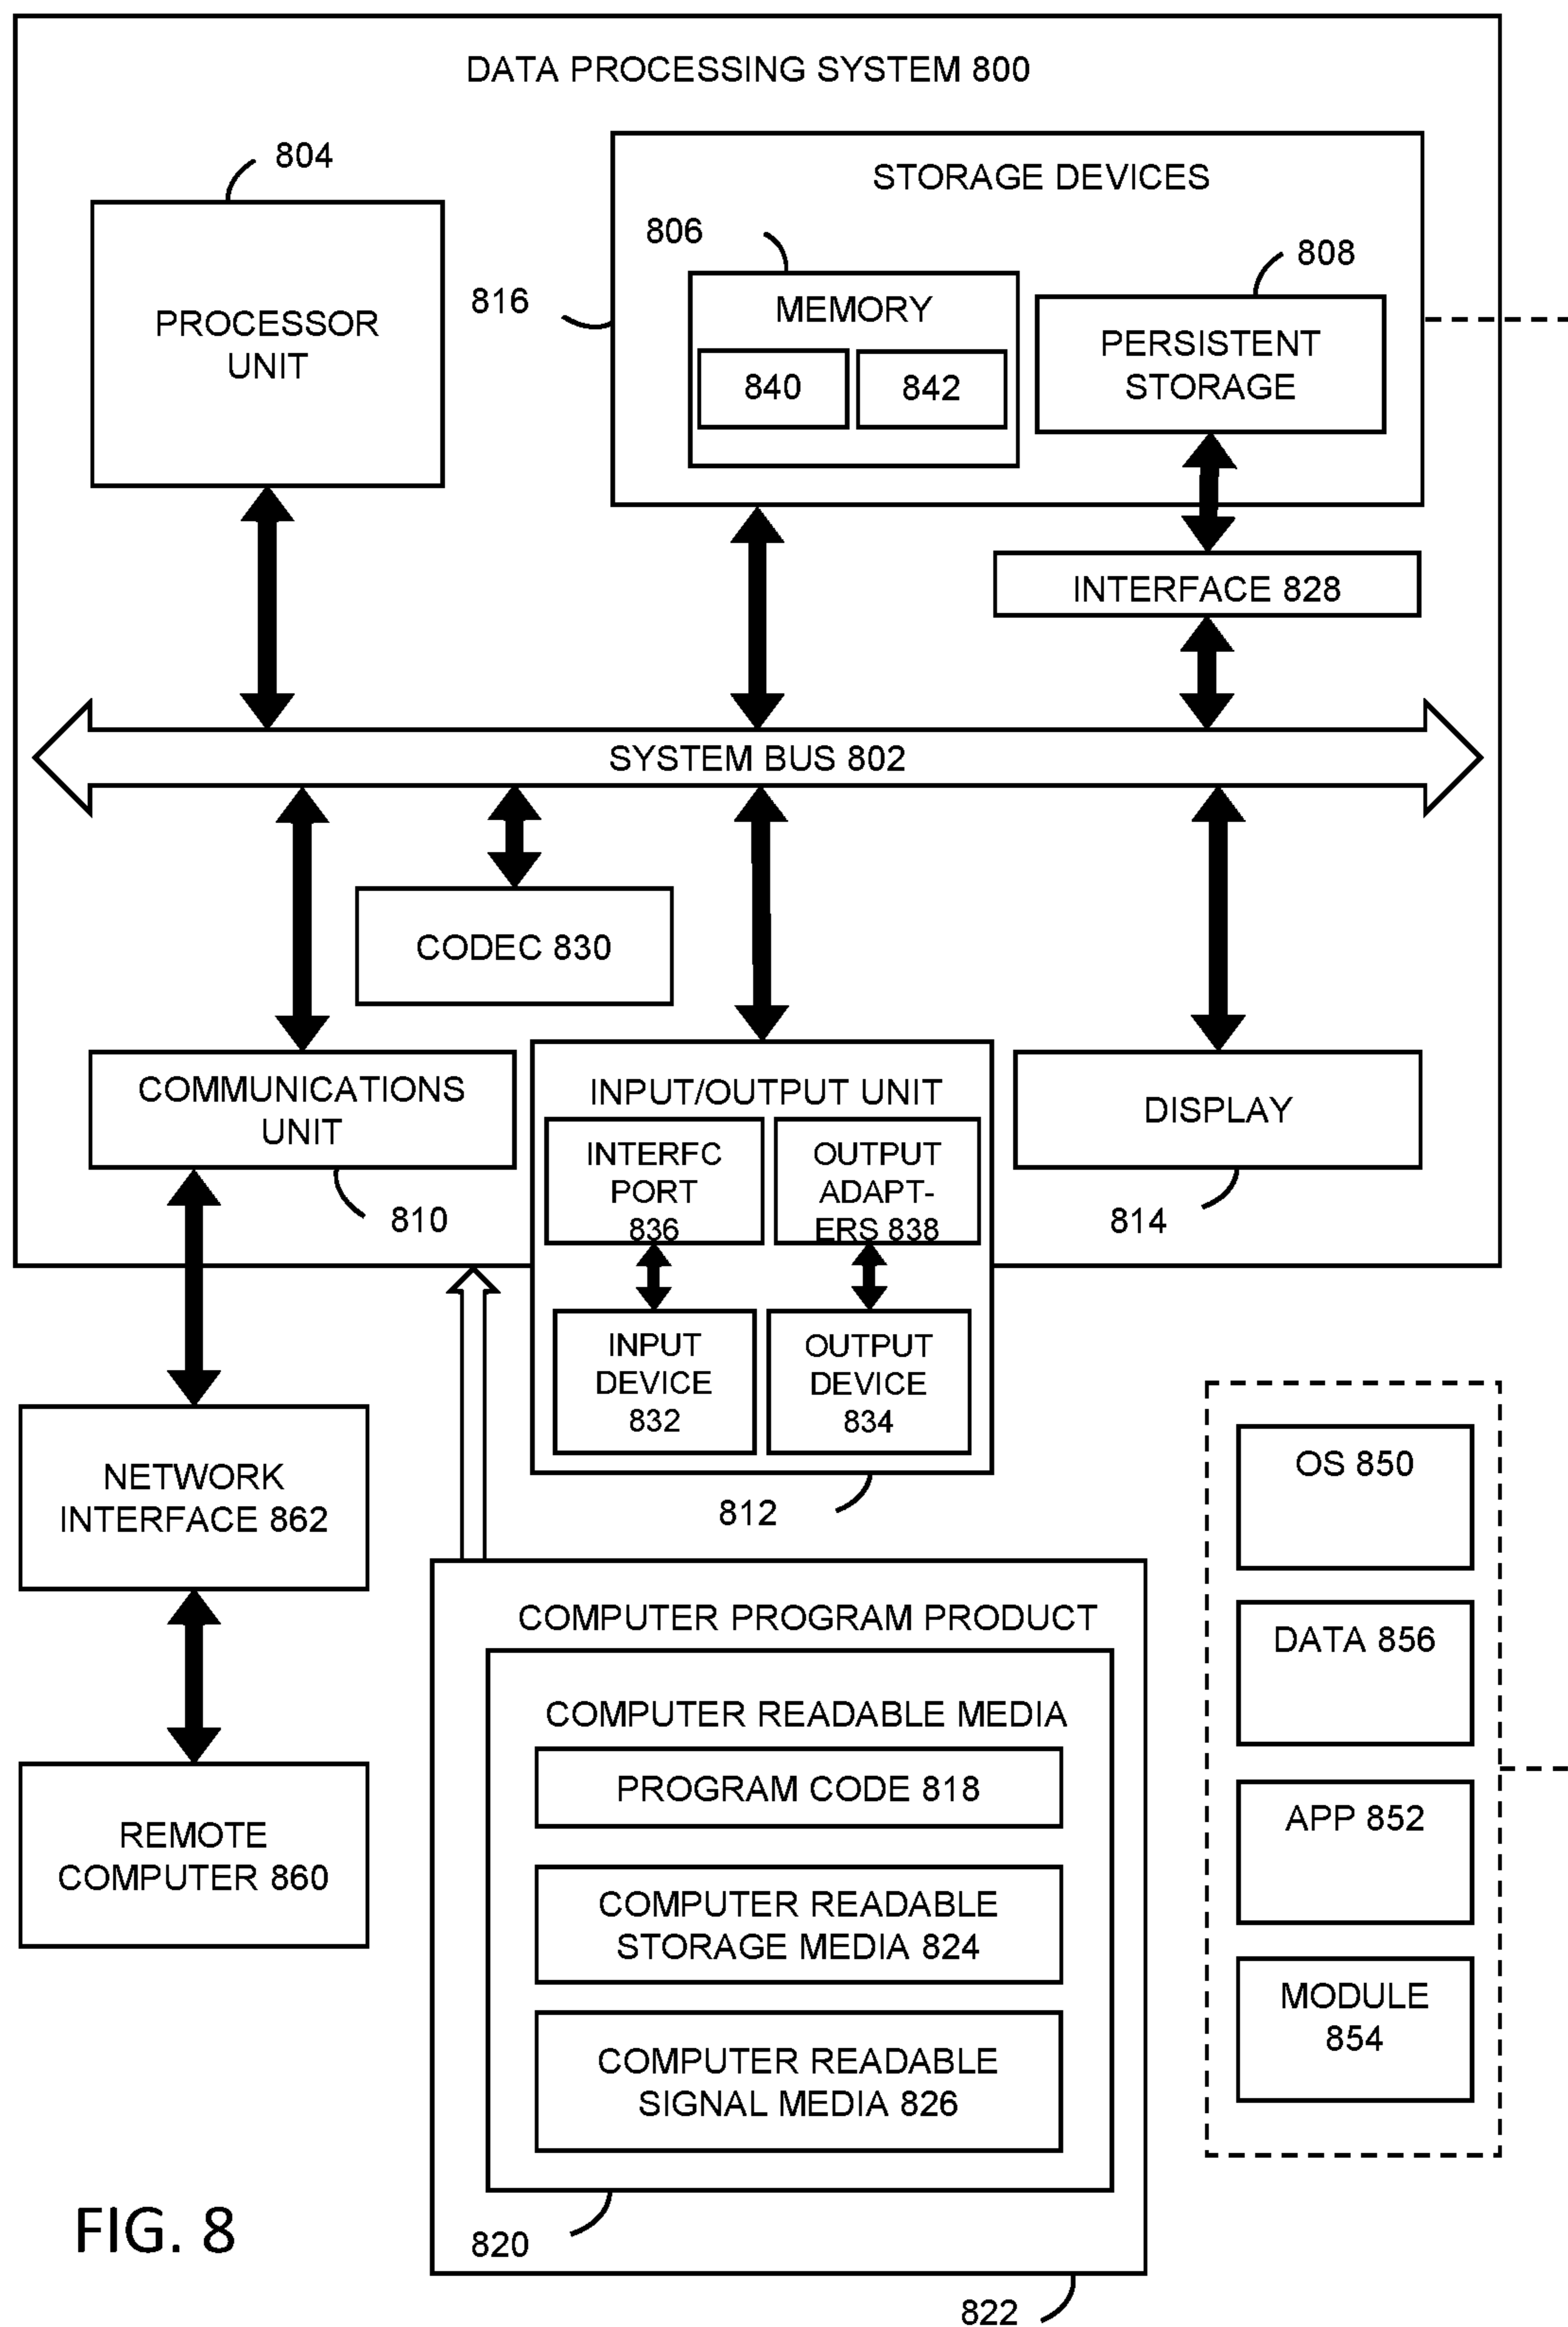 DATA PROCESSING SYSTEM 800
804
PROCESSOR
UNIT
STORAGE DEVICES
806
808
816
MEMORY
840
842
PERSISTENT
STORAGE
INTERFACE 828
SYSTEM BUS 802
CODEC 830
COMMUNICATIONS
UNIT
810
INPUT/OUTPUT UNIT
INTERFC
PORT
836
OUTPUT
ADAPT-
ERS 838
INPUT
DEVICE
832
OUTPUT
DEVICE
834
812
DISPLAY
814
NETWORK
INTERFACE 862
REMOTE
COMPUTER 860
COMPUTER PROGRAM PRODUCT
COMPUTER READABLE MEDIA
PROGRAM CODE 818
COMPUTER READABLE
STORAGE MEDIA 824
COMPUTER READABLE
SIGNAL MEDIA 826
820
822
OS 850
DATA 856
APP 852
MODULE
854
FIG. 8